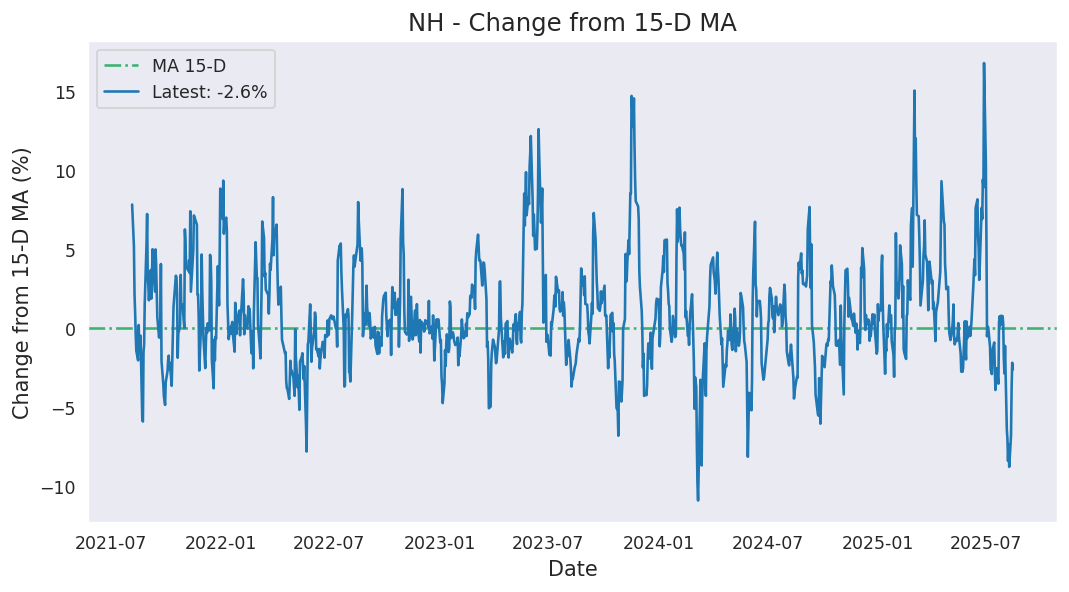 NH - Change from 15-D MA
MA 15-D
Latest: -2.6%
Change from 15-D MA (%)
15
10
5
0
−5
−10
2021-07 2022-01 2022-07 2023-01 2023-07 2024-01 2024-07 2025-01 2025-07
Date